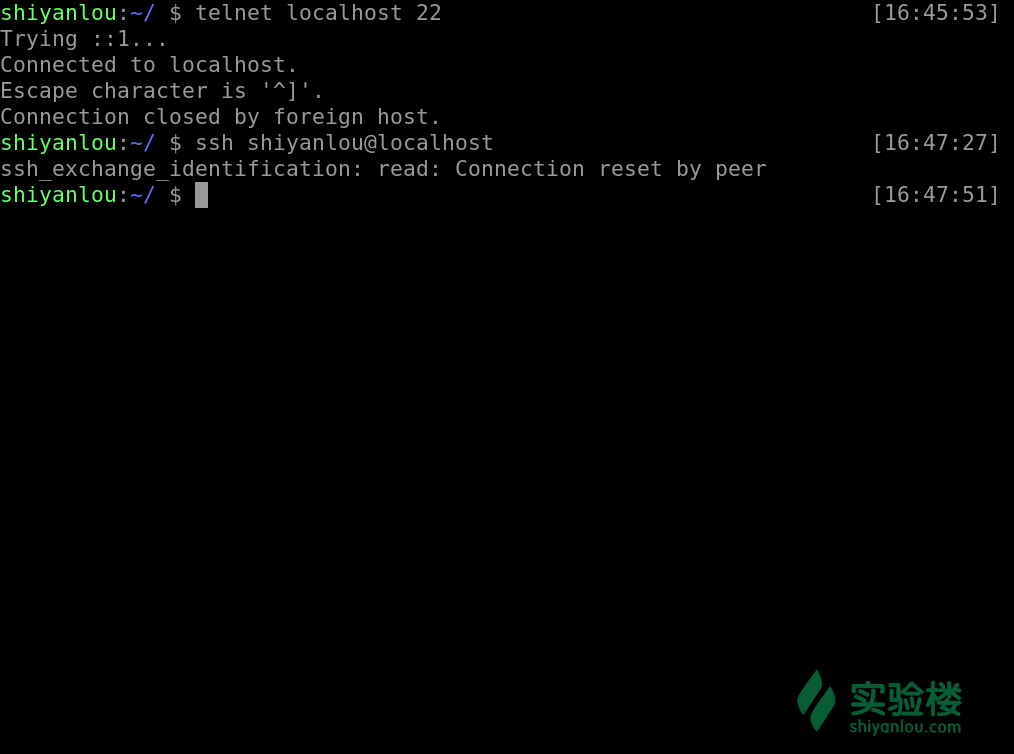 shiyanlou:~/ $ telnet localhost 22 [16:45:53]
Trying ::1...
Connected to localhost.
Escape character is '^]'.
Connection closed by foreign host.
shiyanlou:~/ $ ssh shiyanlou@localhost [16:47:27]
ssh_exchange_identification: read: Connection reset by peer
shiyanlou:~/ $ [16:47:51]
实验楼
shiyanlou.com